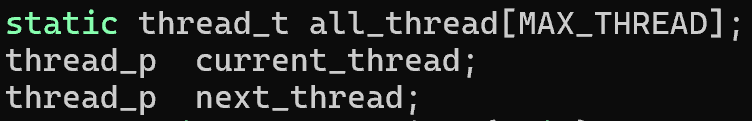 static thread_t all_thread[MAX_THREAD];
thread_p  current_thread;
thread_p  next_thread;